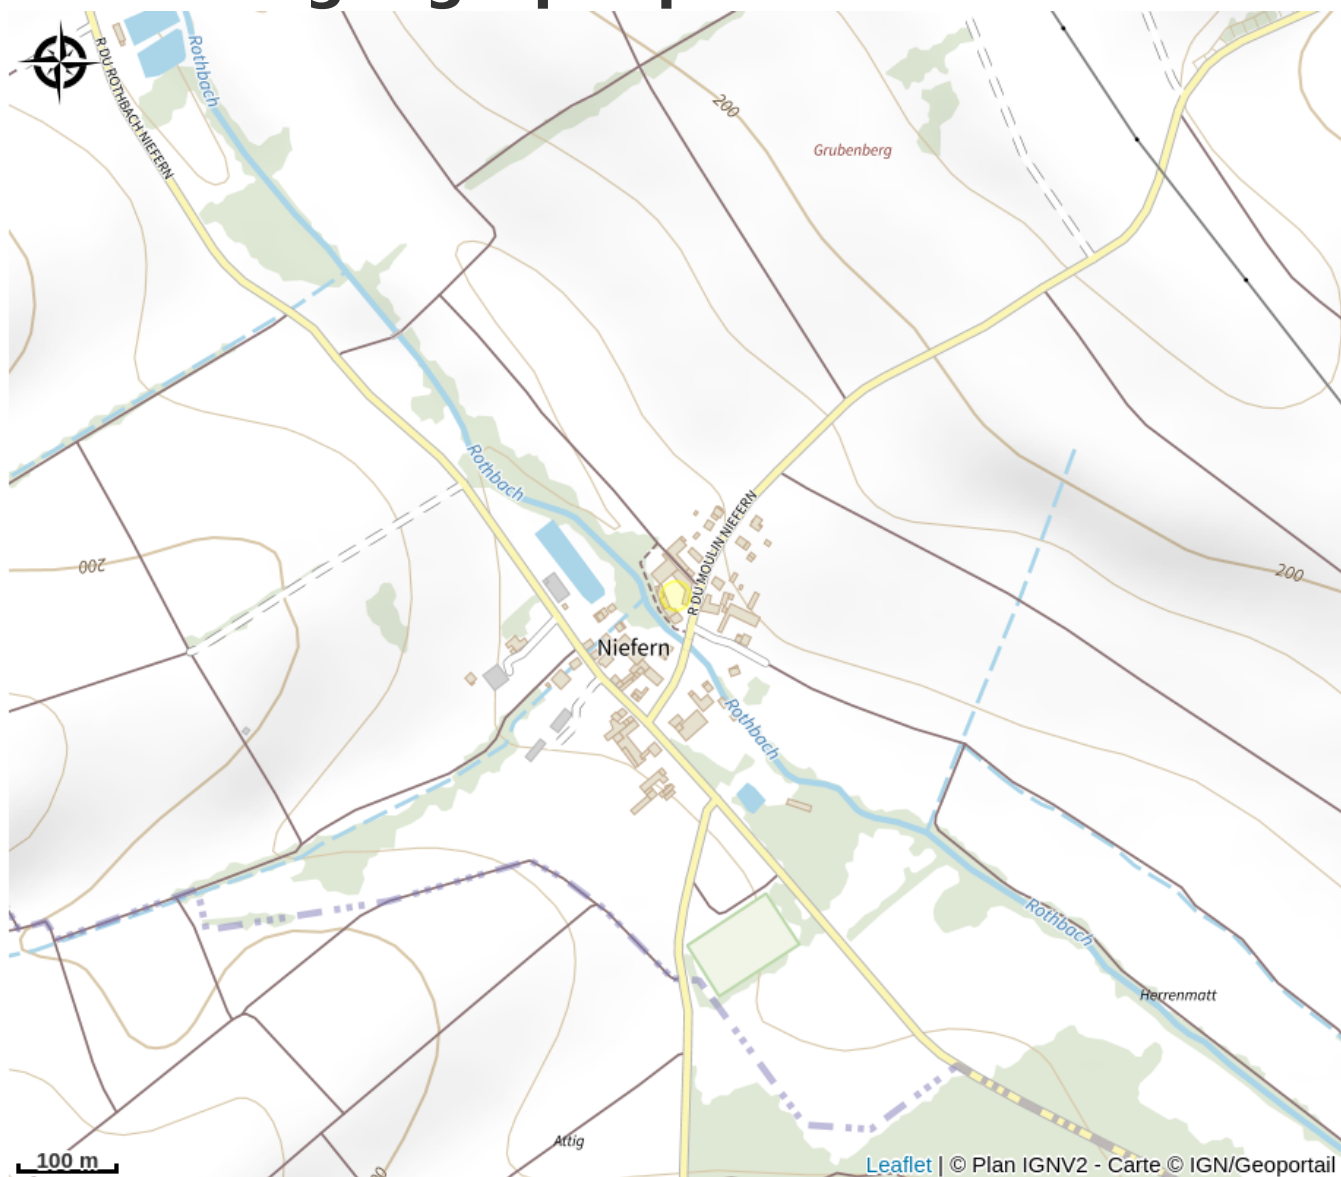 Rothbach
R DU ROTHBACH NIEFERN
200
Grubenberg
Rothbach
R DU MOULIN NIEFERN
200
200
Niefern
Rothbach
Rothbach
Herrenmatt
Attig
100 m
Leaflet | © Plan IGNV2 - Carte © IGN/Geoportail